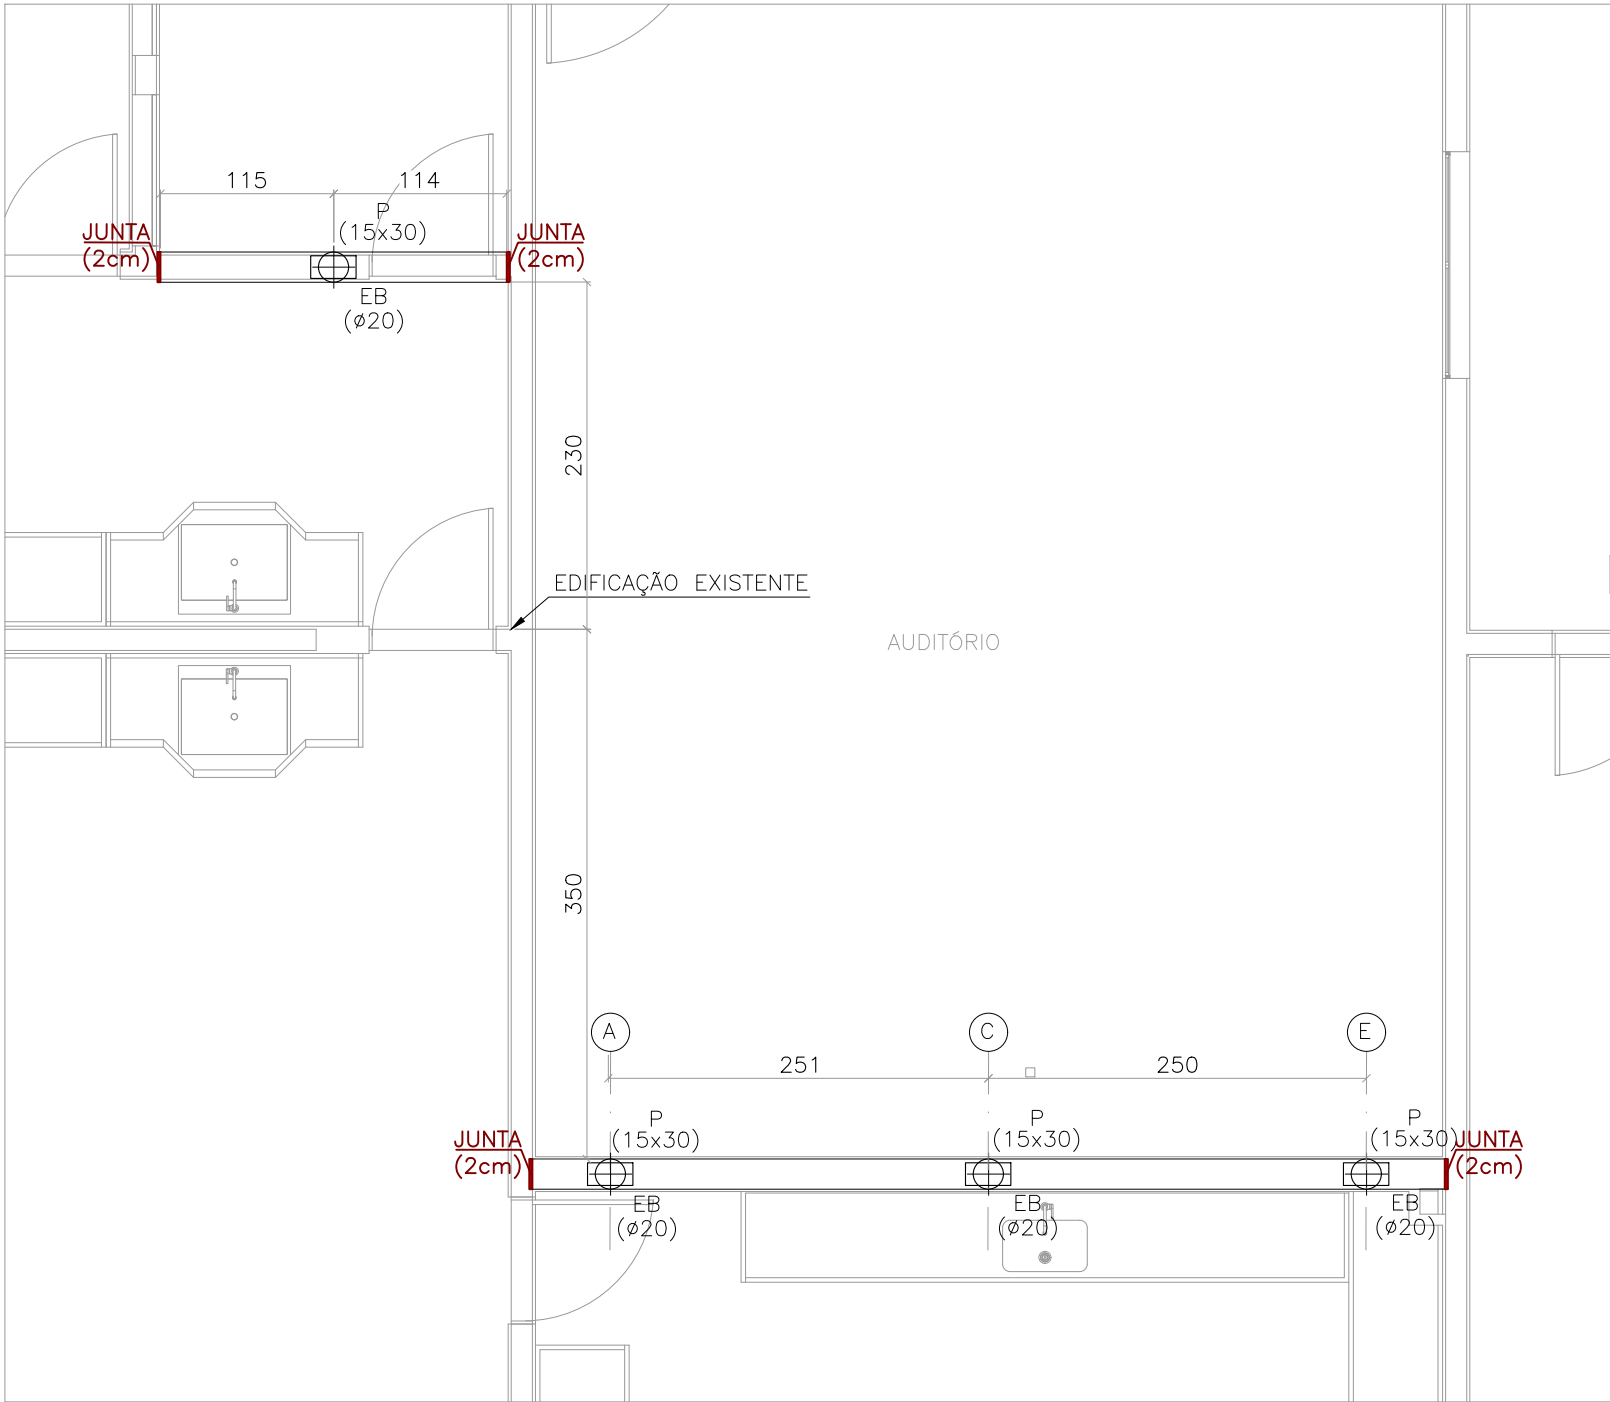 115
114
P
(15x30)
JUNTA
(2cm)
JUNTA
(2cm)
EB
(ø20)
230
EDIFICAÇÃO EXISTENTE
AUDITÓRIO
350
A
C
E
251
250
P
(15x30)
P
(15x30)
P
(15x30)
JUNTA
(2cm)
JUNTA
(2cm)
EB
(ø20)
EB
(ø20)
EB
(ø20)